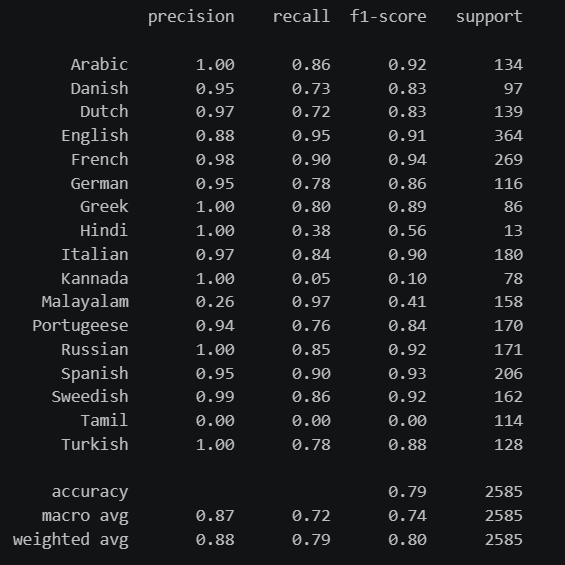 precision recall f1-score support
Arabic 1.00 0.86 0.92 134
Danish 0.95 0.73 0.83 97
Dutch 0.97 0.72 0.83 139
English 0.88 0.95 0.91 364
French 0.98 0.90 0.94 269
German 0.95 0.78 0.86 116
Greek 1.00 0.80 0.89 86
Hindi 1.00 0.38 0.56 13
Italian 0.97 0.84 0.90 180
Kannada 1.00 0.05 0.10 78
Malayalam 0.26 0.97 0.41 158
Portugeese 0.94 0.76 0.84 170
Russian 1.00 0.85 0.92 171
Spanish 0.95 0.90 0.93 206
Sweedish 0.99 0.86 0.92 162
Tamil 0.00 0.00 0.00 114
Turkish 1.00 0.78 0.88 128
accuracy 0.79 2585
macro avg 0.87 0.72 0.74 2585
weighted avg 0.88 0.79 0.80 2585